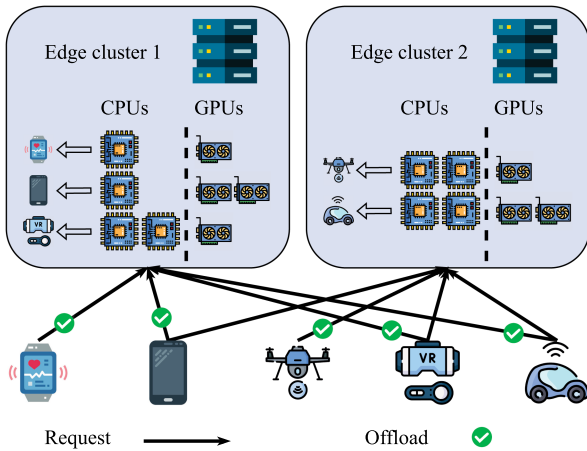 Edge cluster 1
Edge cluster 2
CPUs
GPUs
CPUs
GPUs
VR
VR
Request
Offload